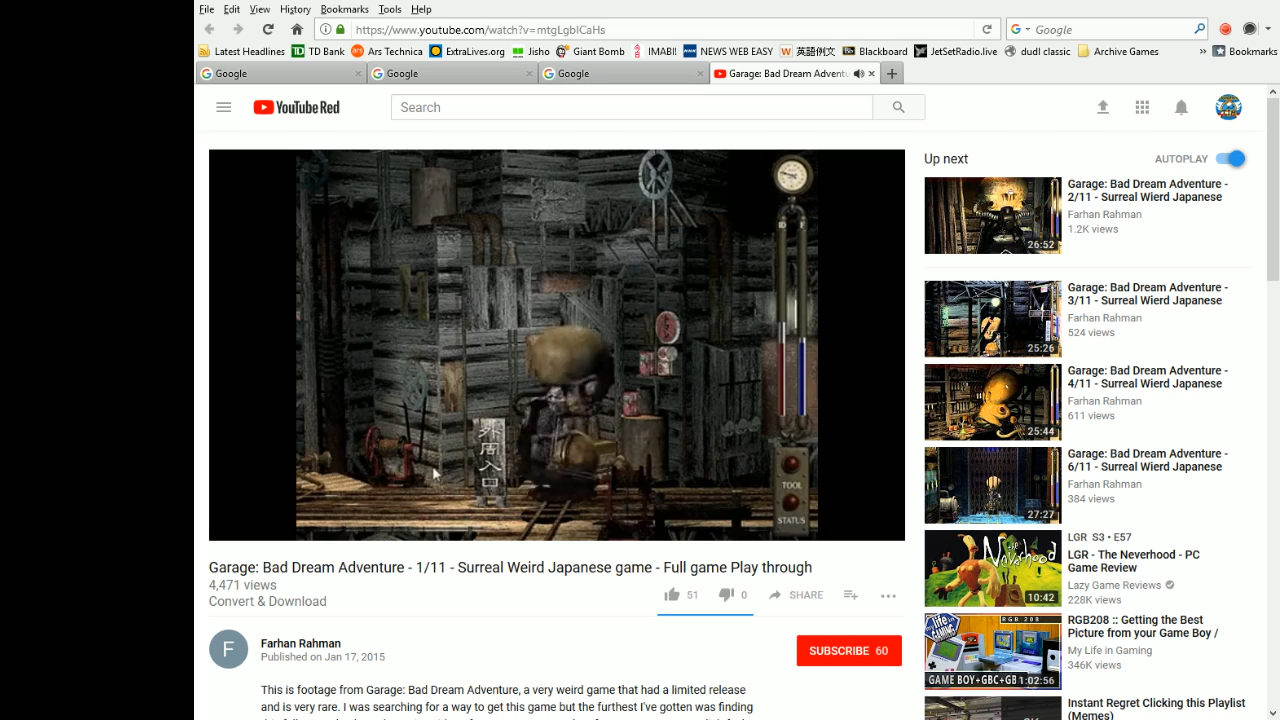 File Edit View History Bookmarks Tools Help
https://www.youtube.com/watch?v=mtgLgbICaHs
Google
Latest Headlines TD Bank Ars Technica ExtraLives.org Jisho Giant Bomb IMABI! NEWS WEB EASY 英語例文 Blackboard JetSetRadio.live dudl classic Archive Games » Bookmarks
Google Google Google Garage: Bad Dream Adventu
YouTube Red
Search
Up next
AUTOPLAY
Garage: Bad Dream Adventure -
2/11 - Surreal Wierd Japanese
Farhan Rahman
1.2K views
26:52
Garage: Bad Dream Adventure -
3/11 - Surreal Wierd Japanese
Farhan Rahman
524 views
25:26
Garage: Bad Dream Adventure -
4/11 - Surreal Wierd Japanese
Farhan Rahman
611 views
25:44
Garage: Bad Dream Adventure -
6/11 - Surreal Wierd Japanese
Farhan Rahman
384 views
27:27
LGR S3 • E57
LGR - The Neverhood - PC
Game Review
Lazy Game Reviews
228K views
Neverhood
10:42
RGB208 :: Getting the Best
Picture from your Game Boy /
My Life in Gaming
346K views
RGB 208
GAME BOY+GBC+GB
1:02:56
Instant Regret Clicking this Playlist
(Memes)
外周入口
TOOL
STATUS
Garage: Bad Dream Adventure - 1/11 - Surreal Weird Japanese game - Full game Play through
4,471 views
Convert & Download
51 0 SHARE
F
Farhan Rahman
Published on Jan 17, 2015
SUBSCRIBE 60
This is footage from Garage: Bad Dream Adventure, a very weird game that had a limited release
and is very rare. I was searching for a way to get this game but the furthest I've gotten was finding